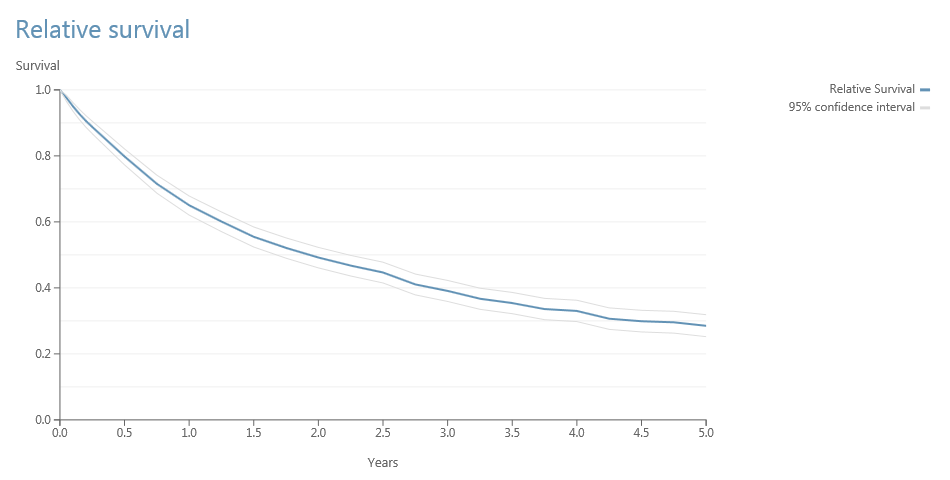 Relative survival
Survival
Relative Survival
95% confidence interval
1.0
0.8
0.6
0.4
0.2
0.0
0.0 0.5 1.0 1.5 2.0 2.5 3.0 3.5 4.0 4.5 5.0
Years